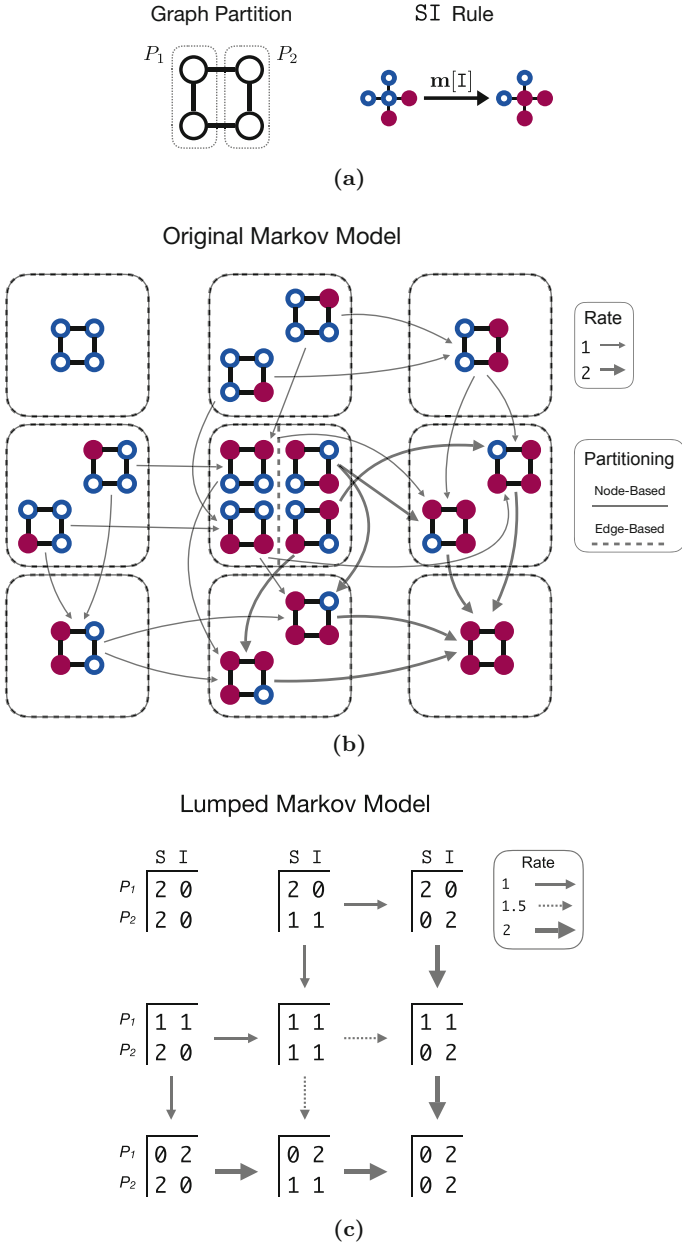 Graph Partition SI Rule
P₁ P₂ m[I]
(a)
Original Markov Model
Rate
1
2
Partitioning
Node-Based
Edge-Based
(b)
Lumped Markov Model
S I S I S I
P₁ 2 0 2 0 2 0
P₂ 2 0 1 1 0 2
Rate
1
1.5
2
P₁ 1 1 1 1 1 1
P₂ 2 0 1 1 0 2
P₁ 0 2 0 2 0 2
P₂ 2 0 1 1 0 2
(c)